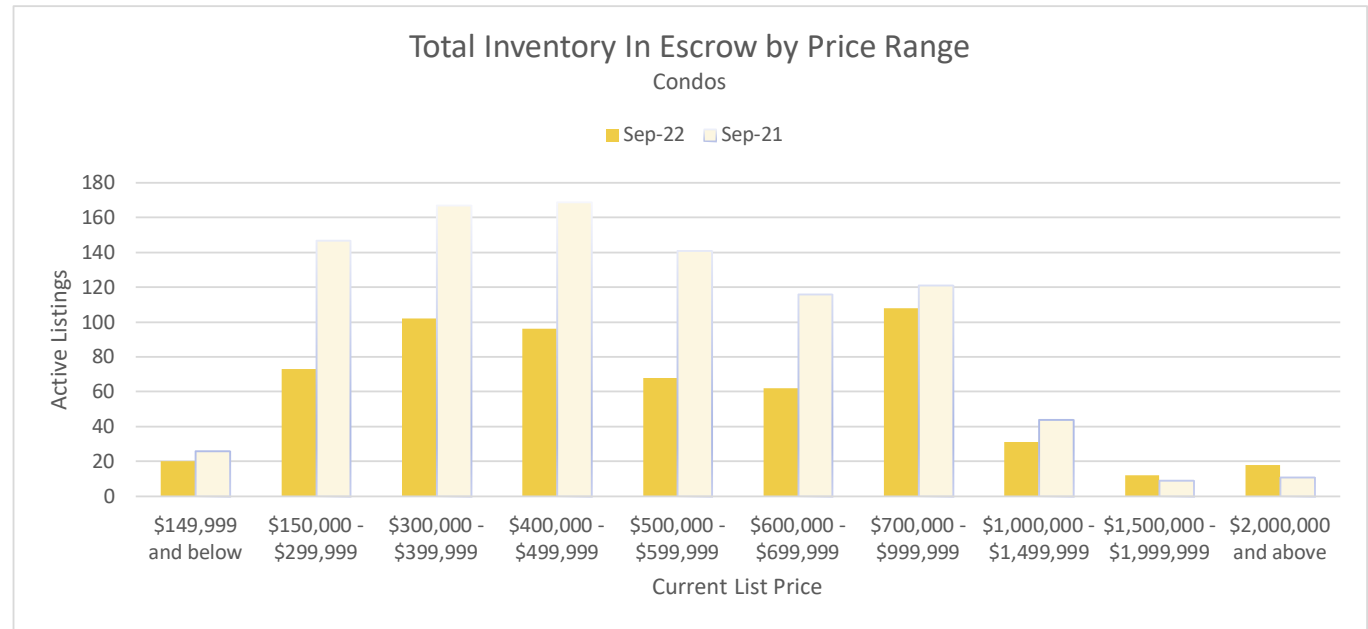 Total Inventory In Escrow by Price Range
Condos
Sep-22 Sep-21
180
160
140
120
100
80
60
40
20
0
Active Listings
$149,999 and below
$150,000 - $299,999
$300,000 - $399,999
$400,000 - $499,999
$500,000 - $599,999
$600,000 - $699,999
$700,000 - $999,999
$1,000,000 - $1,499,999
$1,500,000 - $1,999,999
$2,000,000 and above
Current List Price